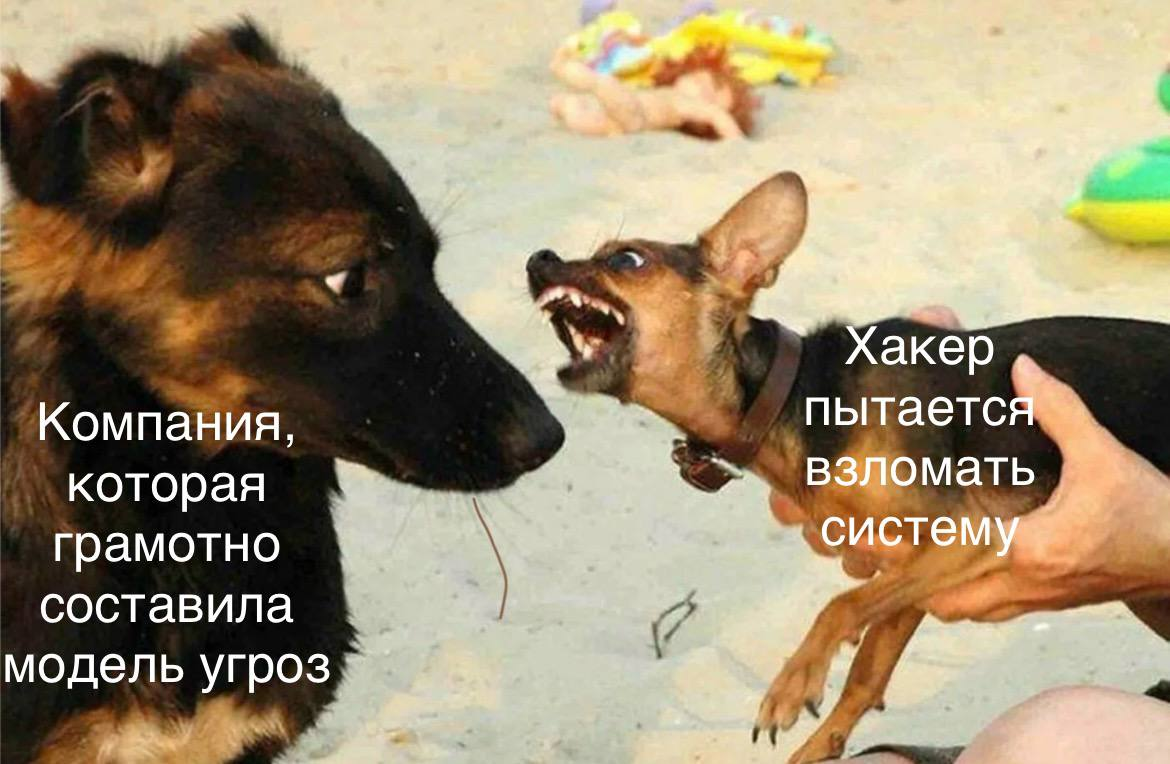 Компания,
которая
грамотно
составила
модель угроз
Хакер
пытается
взломать
систему